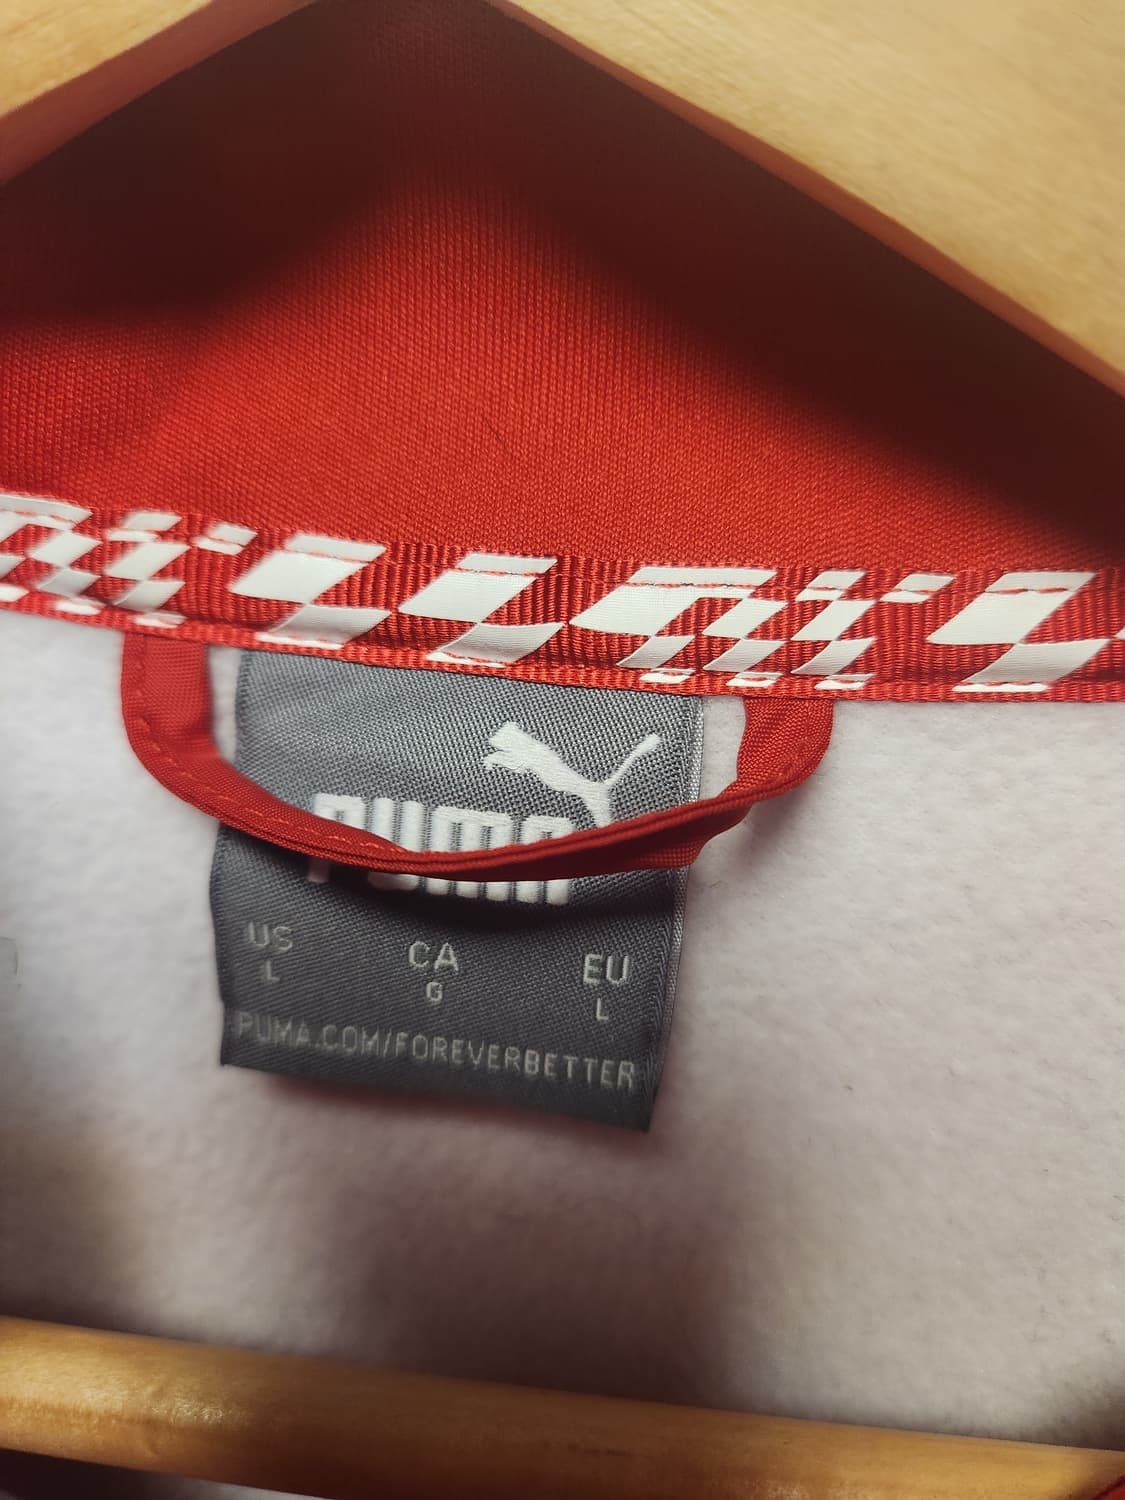 PUMA
US CA EU
L G L
PUMA.COM/FOREVERBETTER